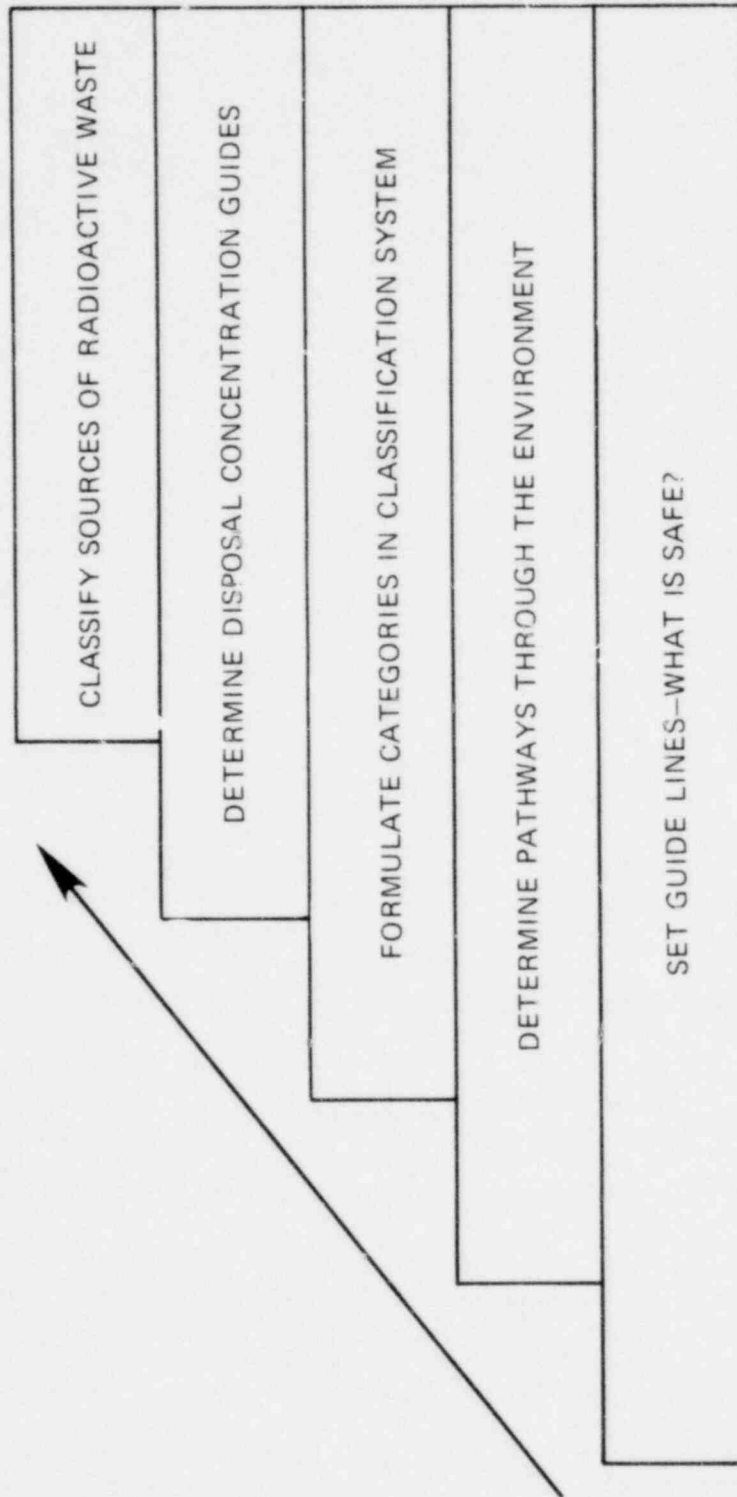 CLASSIFY SOURCES OF RADIOACTIVE WASTE
DETERMINE DISPOSAL CONCENTRATION GUIDES
FORMULATE CATEGORIES IN CLASSIFICATION SYSTEM
DETERMINE PATHWAYS THROUGH THE ENVIRONMENT
SET GUIDE LINES–WHAT IS SAFE?